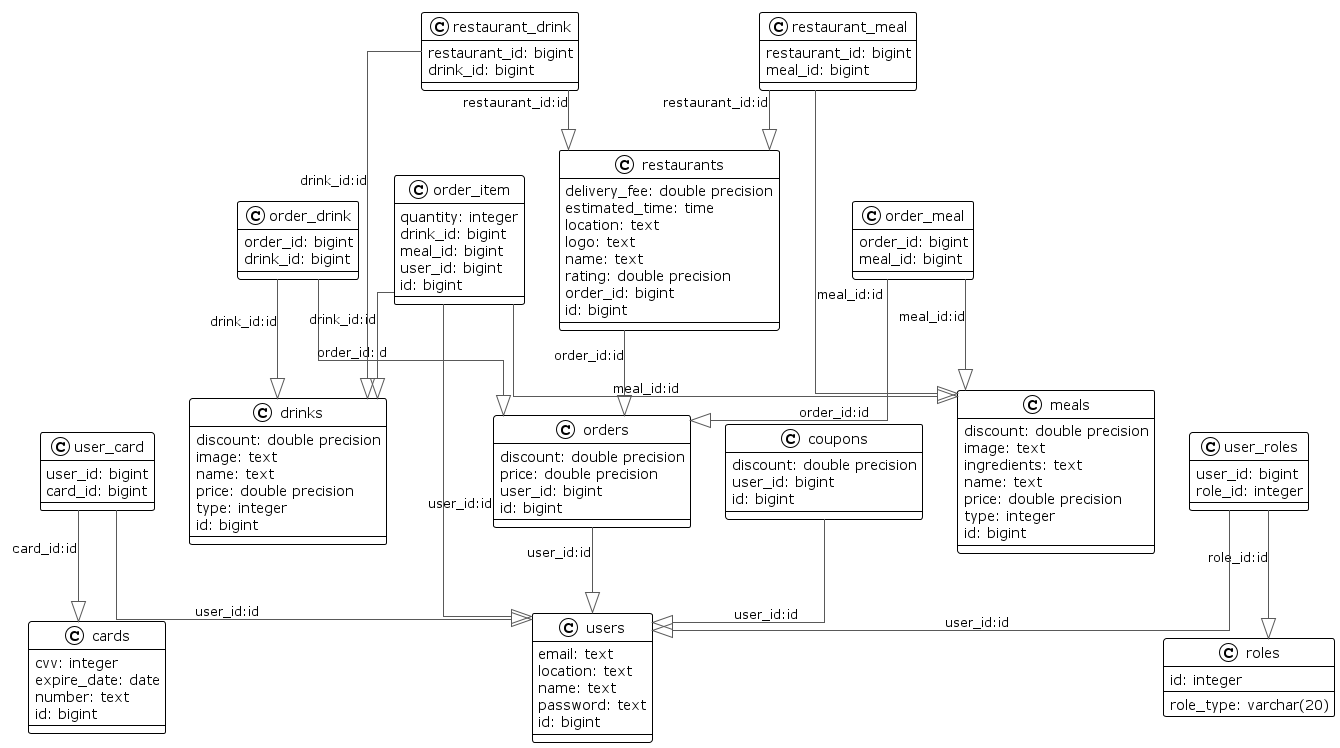 C restaurant_drink
restaurant_id: bigint
drink_id: bigint
C restaurant_meal
restaurant_id: bigint
meal_id: bigint
restaurant_id:id
restaurant_id:id
drink_id:id
C restaurants
delivery_fee: double precision
estimated_time: time
location: text
logo: text
name: text
rating: double precision
order_id: bigint
id: bigint
C order_item
quantity: integer
drink_id: bigint
meal_id: bigint
user_id: bigint
id: bigint
C order_drink
order_id: bigint
drink_id: bigint
C order_meal
order_id: bigint
meal_id: bigint
meal_id:id
meal_id:id
drink_id:id
drink_id:id
order_id:id
order_id:id
meal_id:id
order_id:id
C drinks
discount: double precision
image: text
name: text
price: double precision
type: integer
id: bigint
C orders
discount: double precision
price: double precision
user_id: bigint
id: bigint
C coupons
discount: double precision
user_id: bigint
id: bigint
C meals
discount: double precision
image: text
ingredients: text
name: text
price: double precision
type: integer
id: bigint
C user_card
user_id: bigint
card_id: bigint
C user_roles
user_id: bigint
role_id: integer
user_id:id
card_id:id
user_id:id
role_id:id
user_id:id
user_id:id
user_id:id
C cards
cvv: integer
expire_date: date
number: text
id: bigint
C users
email: text
location: text
name: text
password: text
id: bigint
C roles
id: integer
role_type: varchar(20)